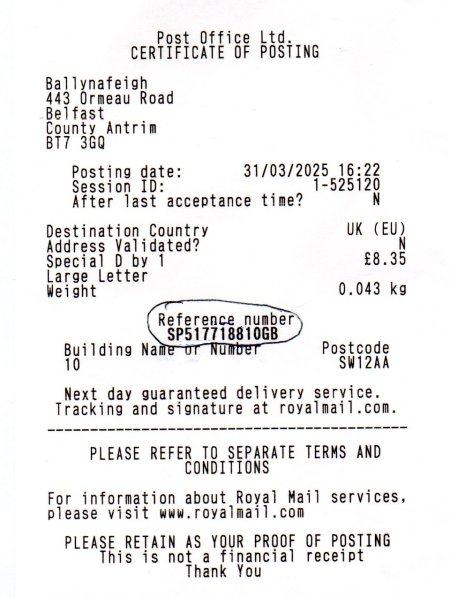 Post Office Ltd.
CERTIFICATE OF POSTING
Ballynafeigh
443 Ormeau Road
Belfast
County Antrim
BT7 3GQ
Posting date: 31/03/2025 16:22
Session ID: 1-525120
After last acceptance time? N
Destination Country UK (EU)
Address Validated? N
Special D by 1 £8.35
Large Letter
Weight 0.043 kg
Reference number
SP517718810GB
Building Name or Number Postcode
10 SW12AA
Next day guaranteed delivery service.
Tracking and signature at royalmail.com.
PLEASE REFER TO SEPARATE TERMS AND
CONDITIONS
For information about Royal Mail services,
please visit www.royalmail.com
PLEASE RETAIN AS YOUR PROOF OF POSTING
This is not a financial receipt
Thank You